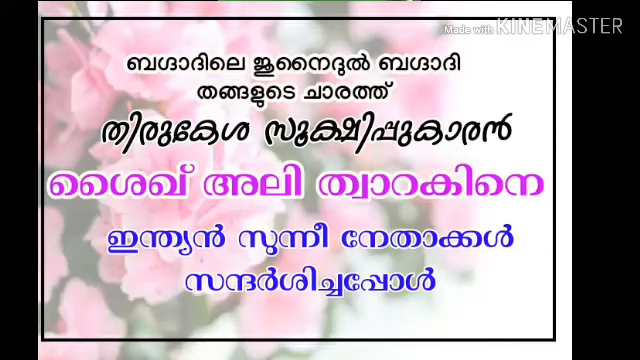 Made with KINEMASTER
ബഗ്ദാദിലെ ജുനൈദുൽ ബഗ്ദാദി
തങ്ങളുടെ ചാരത്ത്
തിരുകേശ സൂക്ഷിപ്പുകാരൻ
ശൈഖ് അലി ത്വാറകിനെ
ഇന്ത്യൻ സുന്നീ നേതാക്കൾ
സന്ദർശിച്ചപ്പോൾ